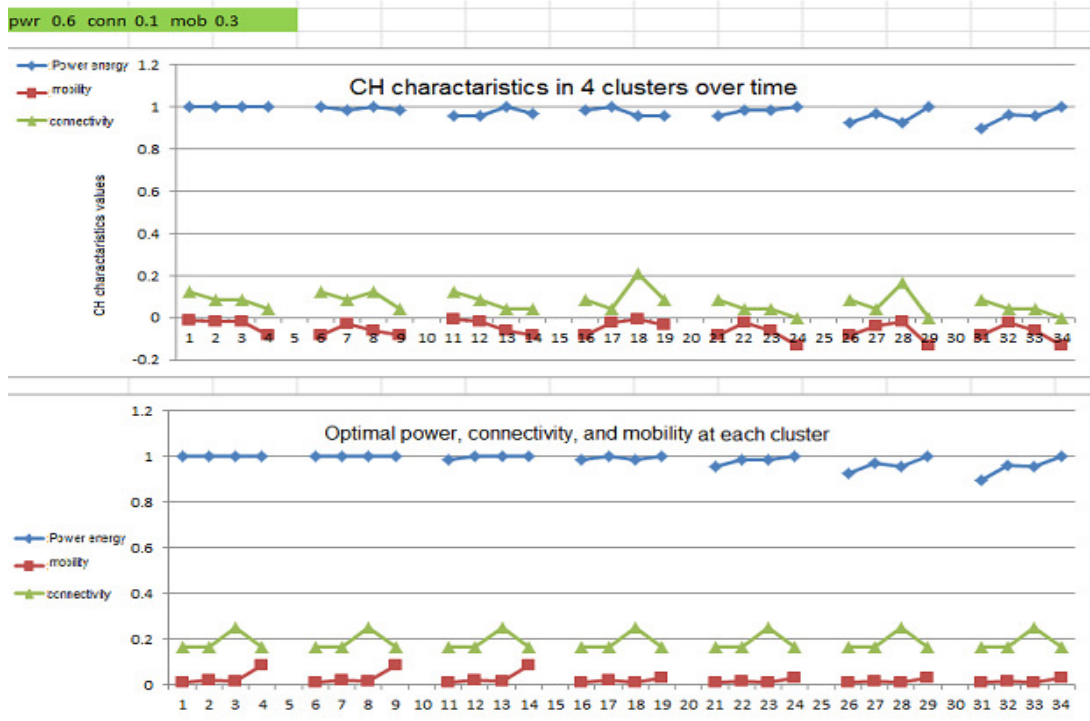 pwr 0.6 conn 0.1 mob 0.3
Power energy
mobility
connectivity
CH charactaristics in 4 clusters over time
CH charactaristics values
1.2
1
0.8
0.6
0.4
0.2
0
-0.2
1 2 3 4 5 6 7 8 9 10 11 12 13 14 15 16 17 18 19 20 21 22 23 24 25 26 27 28 29 30 31 32 33 34
Optimal power, connectivity, and mobility at each cluster
Power energy
mobility
connectivity
1.2
1
0.8
0.6
0.4
0.2
0
1 2 3 4 5 6 7 8 9 10 11 12 13 14 15 16 17 18 19 20 21 22 23 24 25 26 27 28 29 30 31 32 33 34